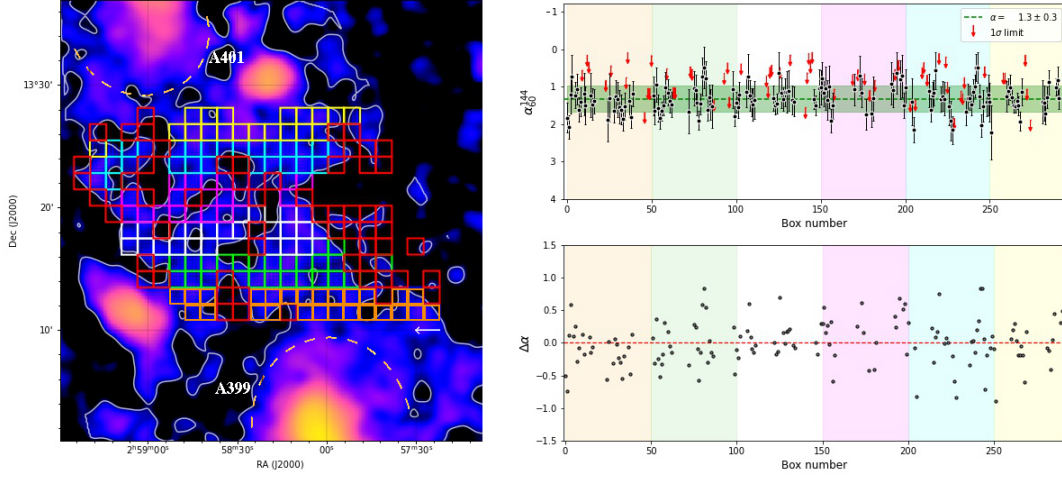 A401
A399
13°30'
20'
10'
Dec (J2000)
2ʰ59ᵐ00ˢ
58ᵐ30ˢ
00ˢ
57ᵐ30ˢ
RA (J2000)
−1
0
1
2
3
4
α¹⁴⁴₆₀
α = 1.3 ± 0.3
1σ limit
0
50
100
150
200
250
Box number
1.5
1.0
0.5
0.0
−0.5
−1.0
−1.5
Δα
0
50
100
150
200
250
Box number